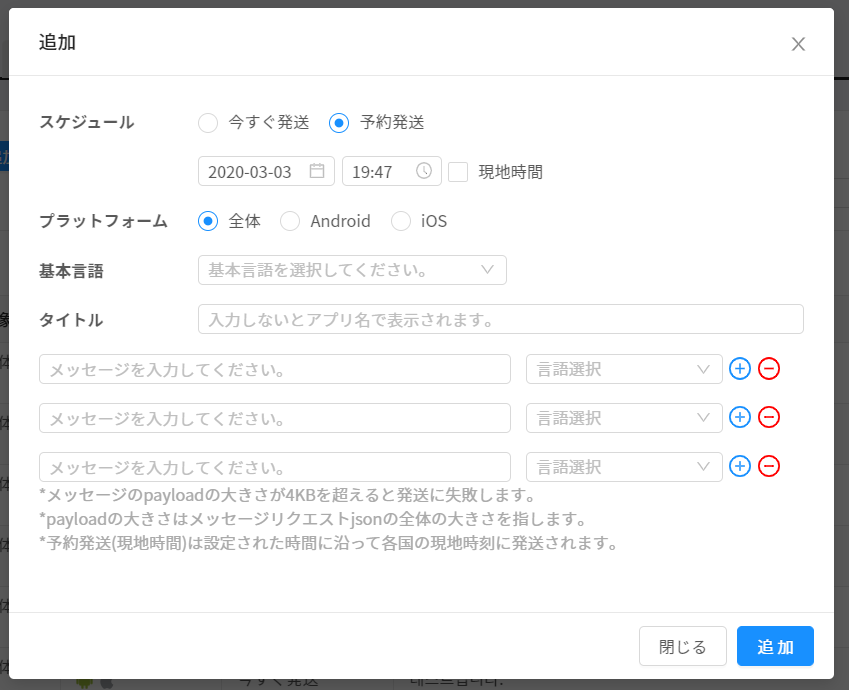 追加
スケジュール 今すぐ発送 予約発送
2020-03-03 19:47 現地時間
プラットフォーム 全体 Android iOS
基本言語 基本言語を選択してください。
タイトル 入力しないとアプリ名で表示されます。
メッセージを入力してください。 言語選択
メッセージを入力してください。 言語選択
メッセージを入力してください。 言語選択
*メッセージのpayloadの大きさが4KBを超えると発送に失敗します。
*payloadの大きさはメッセージリクエストjsonの全体の大きさを指します。
*予約発送(現地時間)は設定された時間に沿って各国の現地時刻に発送されます。
閉じる 追加
今すぐ発送